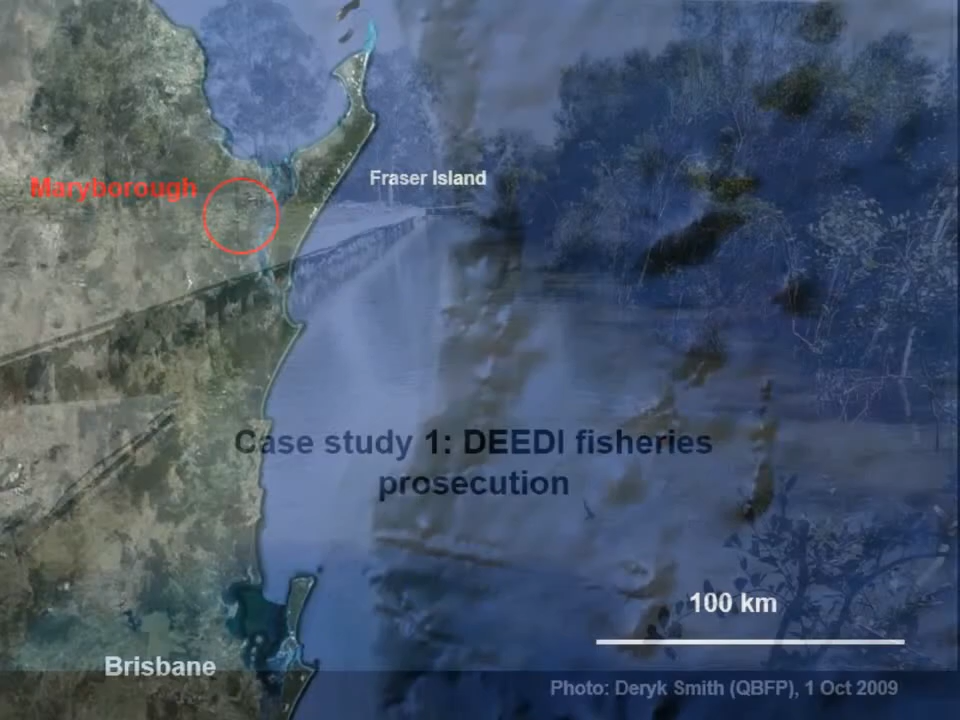 Fraser Island
Maryborough
Case study 1: DEEDI fisheries
prosecution
100 km
Brisbane
Photo: Deryk Smith (QBFP), 1 Oct 2009